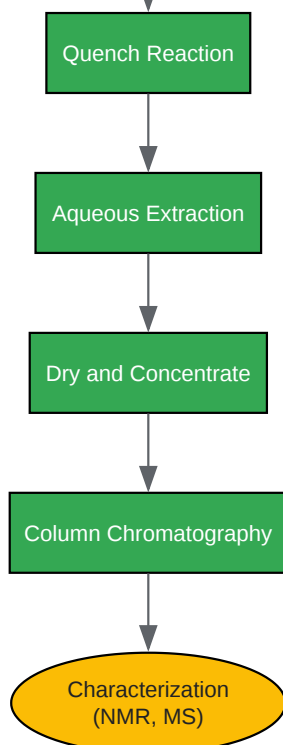 Quench Reaction
Aqueous Extraction
Dry and Concentrate
Column Chromatography
Characterization
(NMR, MS)